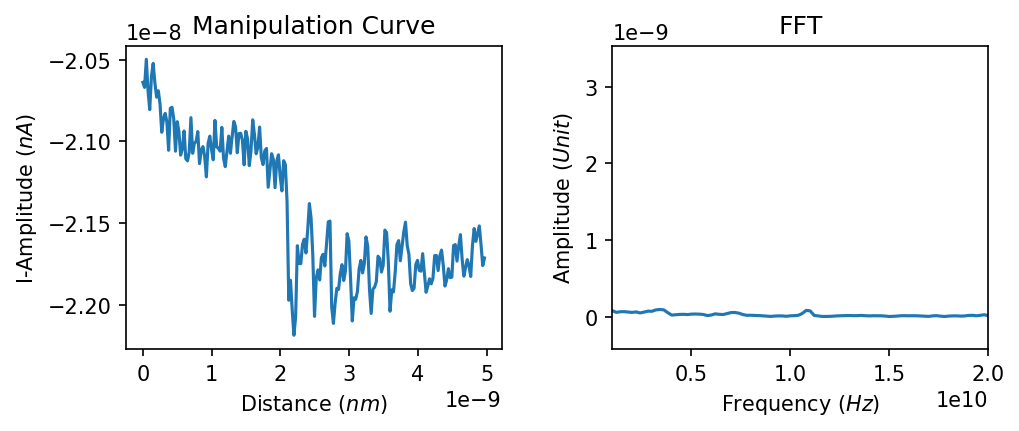 Manipulation Curve
1e−8
−2.05
−2.10
−2.15
−2.20
I-Amplitude (nA)
0 1 2 3 4 5
Distance (nm)
1e−9
FFT
1e−9
3
2
1
0
Amplitude (Unit)
0.5 1.0 1.5 2.0
Frequency (Hz)
1e10